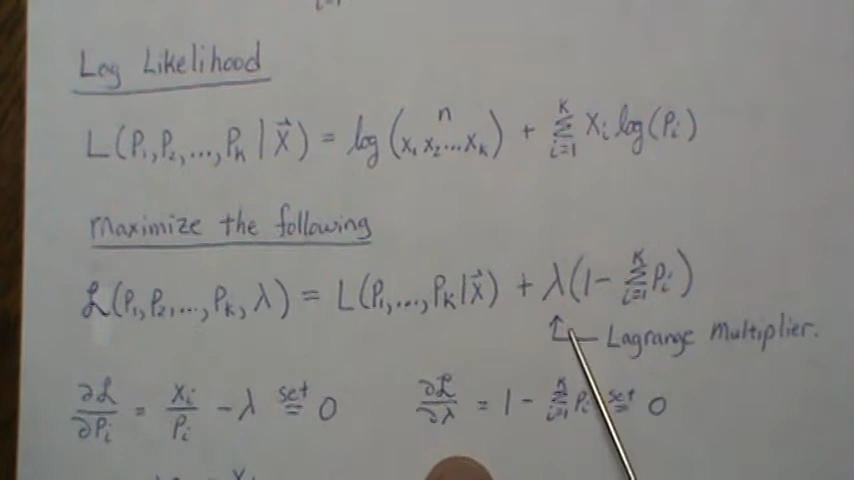 i=1
Log Likelihood
L(P₁,P₂,...,Pₖ | X⃗) = log(n x₁ x₂...xₖ) + Σᵢ₌₁ᴷ xᵢ log(Pᵢ)
Maximize the following
ℒ(P₁,P₂,...,Pₖ,λ) = L(P₁,...,Pₖ|X⃗) + λ(1- Σᵢ₌₁ᴷ Pᵢ)
Lagrange Multiplier.
∂ℒ/∂Pᵢ = xᵢ/Pᵢ - λ set= 0 ∂ℒ/∂λ = 1 - Σᵢ₌₁ᴷ Pᵢ set= 0